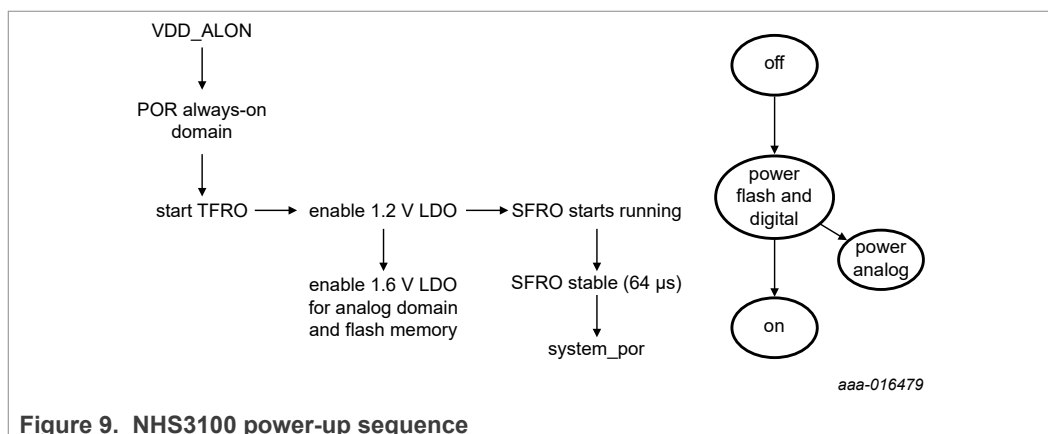 VDD_ALON
POR always-on
domain
start TFRO
enable 1.2 V LDO
SFRO starts running
enable 1.6 V LDO
for analog domain
and flash memory
SFRO stable (64 µs)
system_por
off
power
flash and
digital
power
analog
on
aaa-016479
Figure 9. NHS3100 power-up sequence